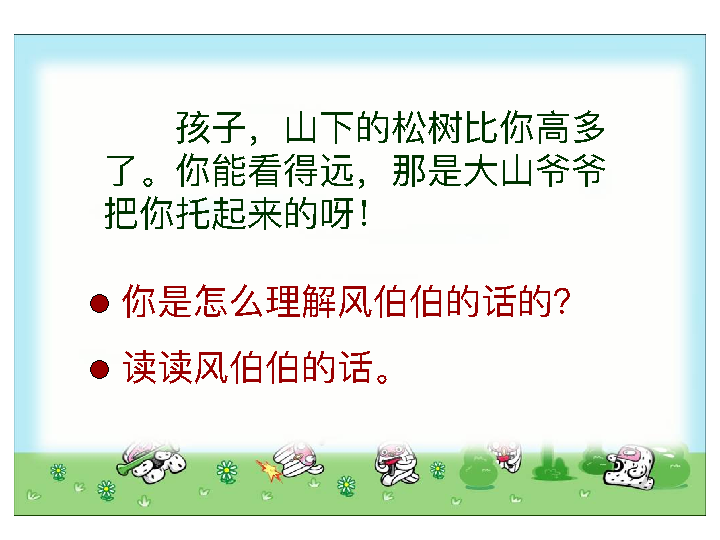 孩子，山下的松树比你高多
了。你能看得远，那是大山爷爷
把你托起来的呀！
● 你是怎么理解风伯伯的话的？
● 读读风伯伯的话。